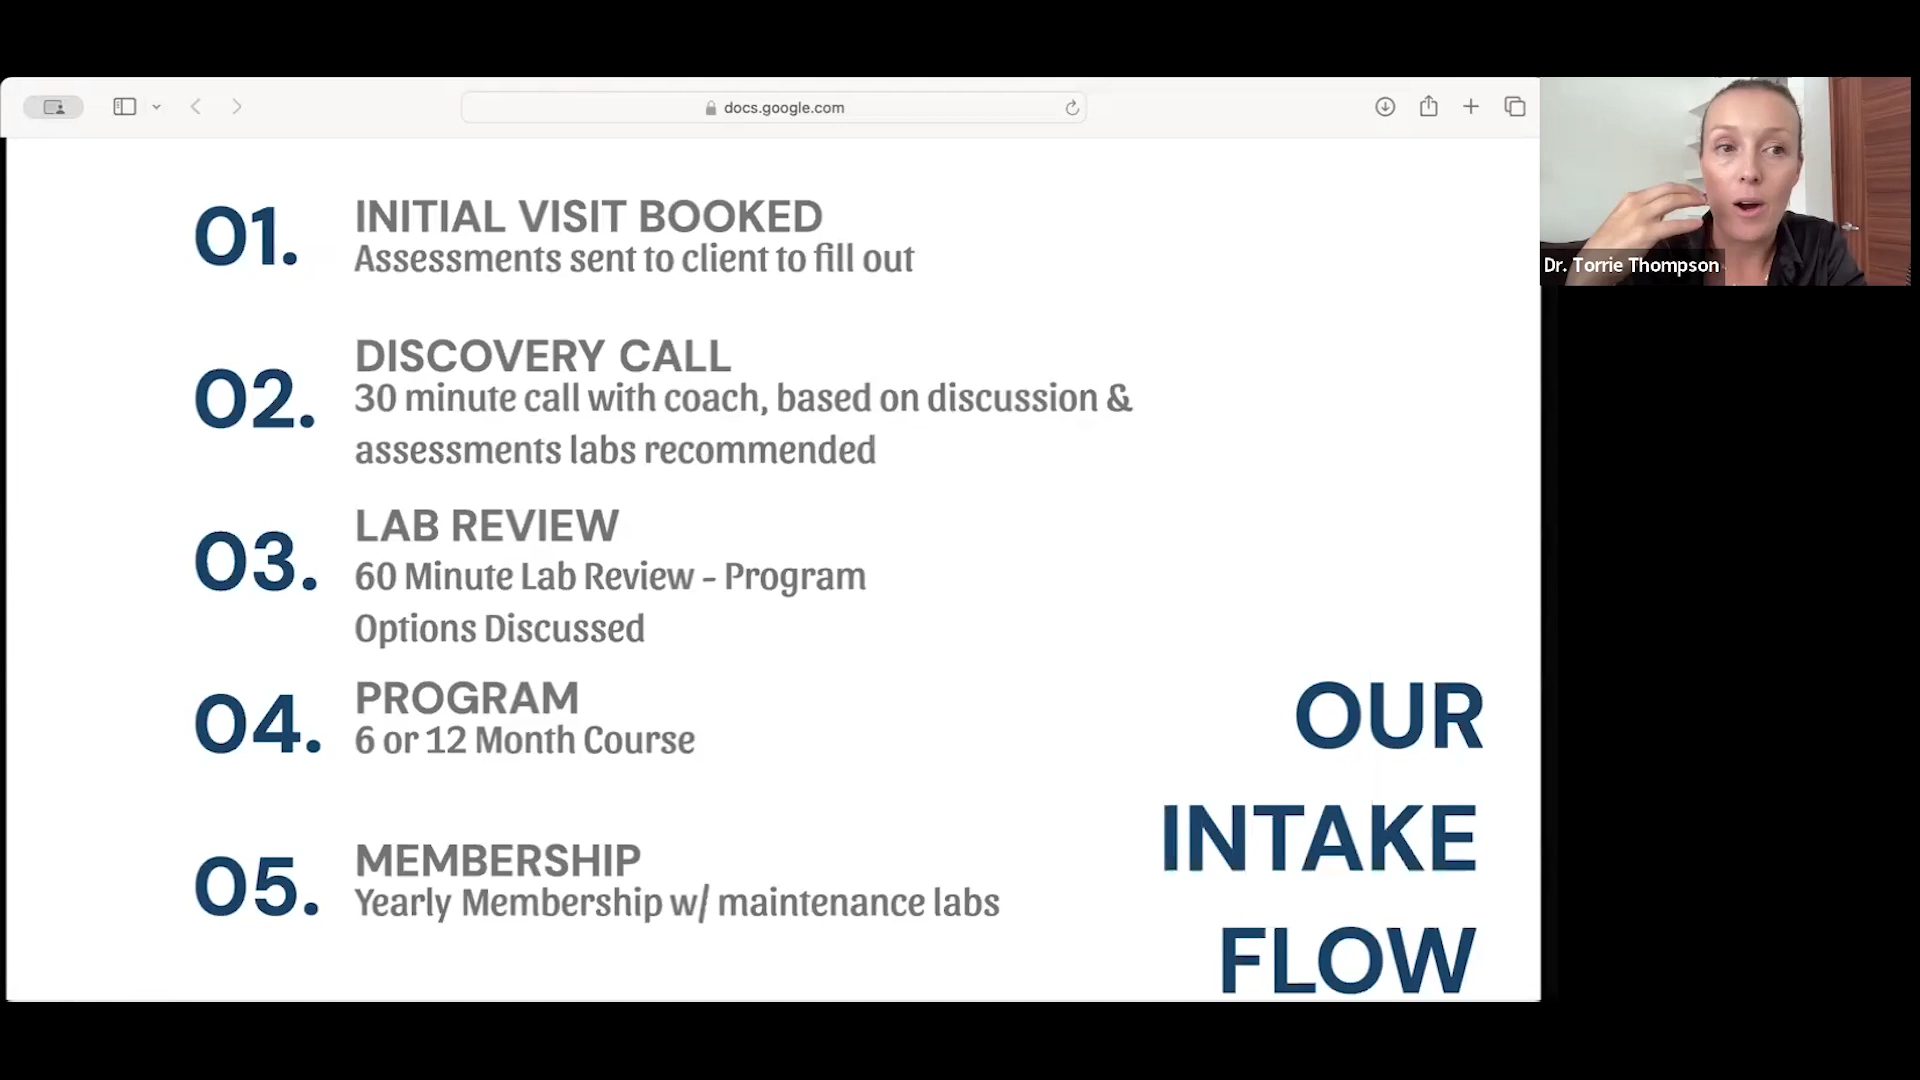 docs.google.com
01.
INITIAL VISIT BOOKED
Assessments sent to client to fill out
02.
DISCOVERY CALL
30 minute call with coach, based on discussion &
assessments labs recommended
03.
LAB REVIEW
60 Minute Lab Review - Program
Options Discussed
04.
PROGRAM
6 or 12 Month Course
05.
MEMBERSHIP
Yearly Membership w/ maintenance labs
OUR
INTAKE
FLOW
Dr. Torrie Thompson